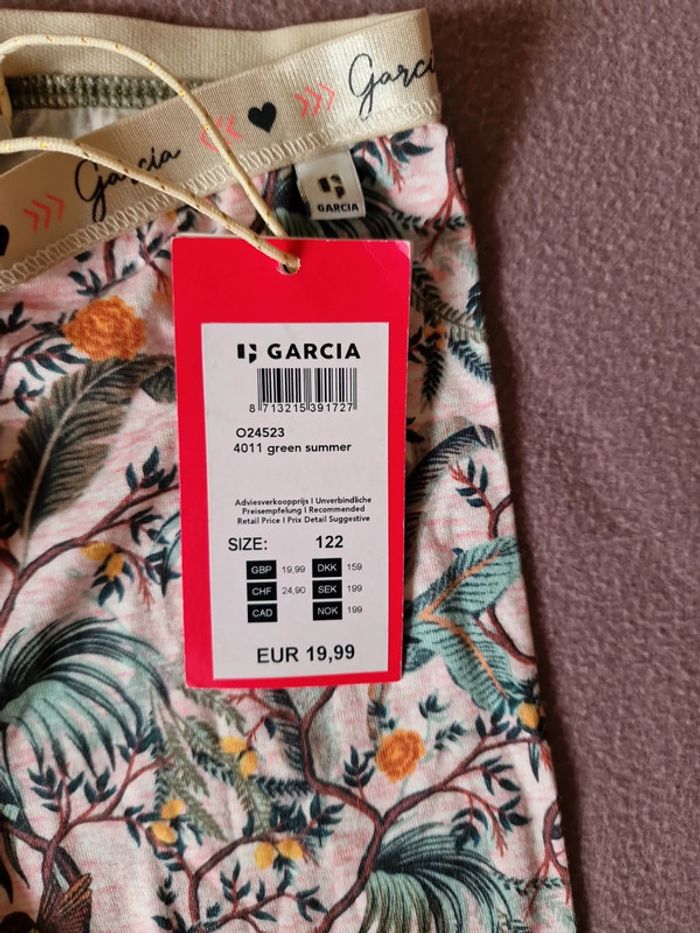 Garcia
Garcia
GARCIA
GARCIA
8 713215 391727
O24523
4011 green summer
Adviesverkoopprijs | Unverbindliche
Preisempfelung | Recommended
Retail Price | Prix Detail Suggestive
SIZE: 122
GBP 19,99 DKK 159
CHF 24,90 SEK 199
CAD NOK 199
EUR 19,99